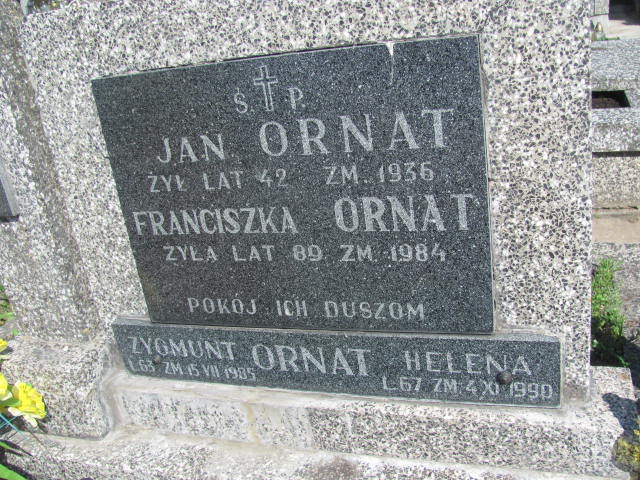 Ś P
JAN ORNAT
ŻYŁ LAT 42 ZM. 1936
FRANCISZKA ORNAT
ŻYŁA LAT 89 ZM. 1984
POKÓJ ICH DUSZOM
ZYGMUNT ORNAT HELENA
L.63 ZM 15 VII 1985 L.67 ZM 4 XI 1990